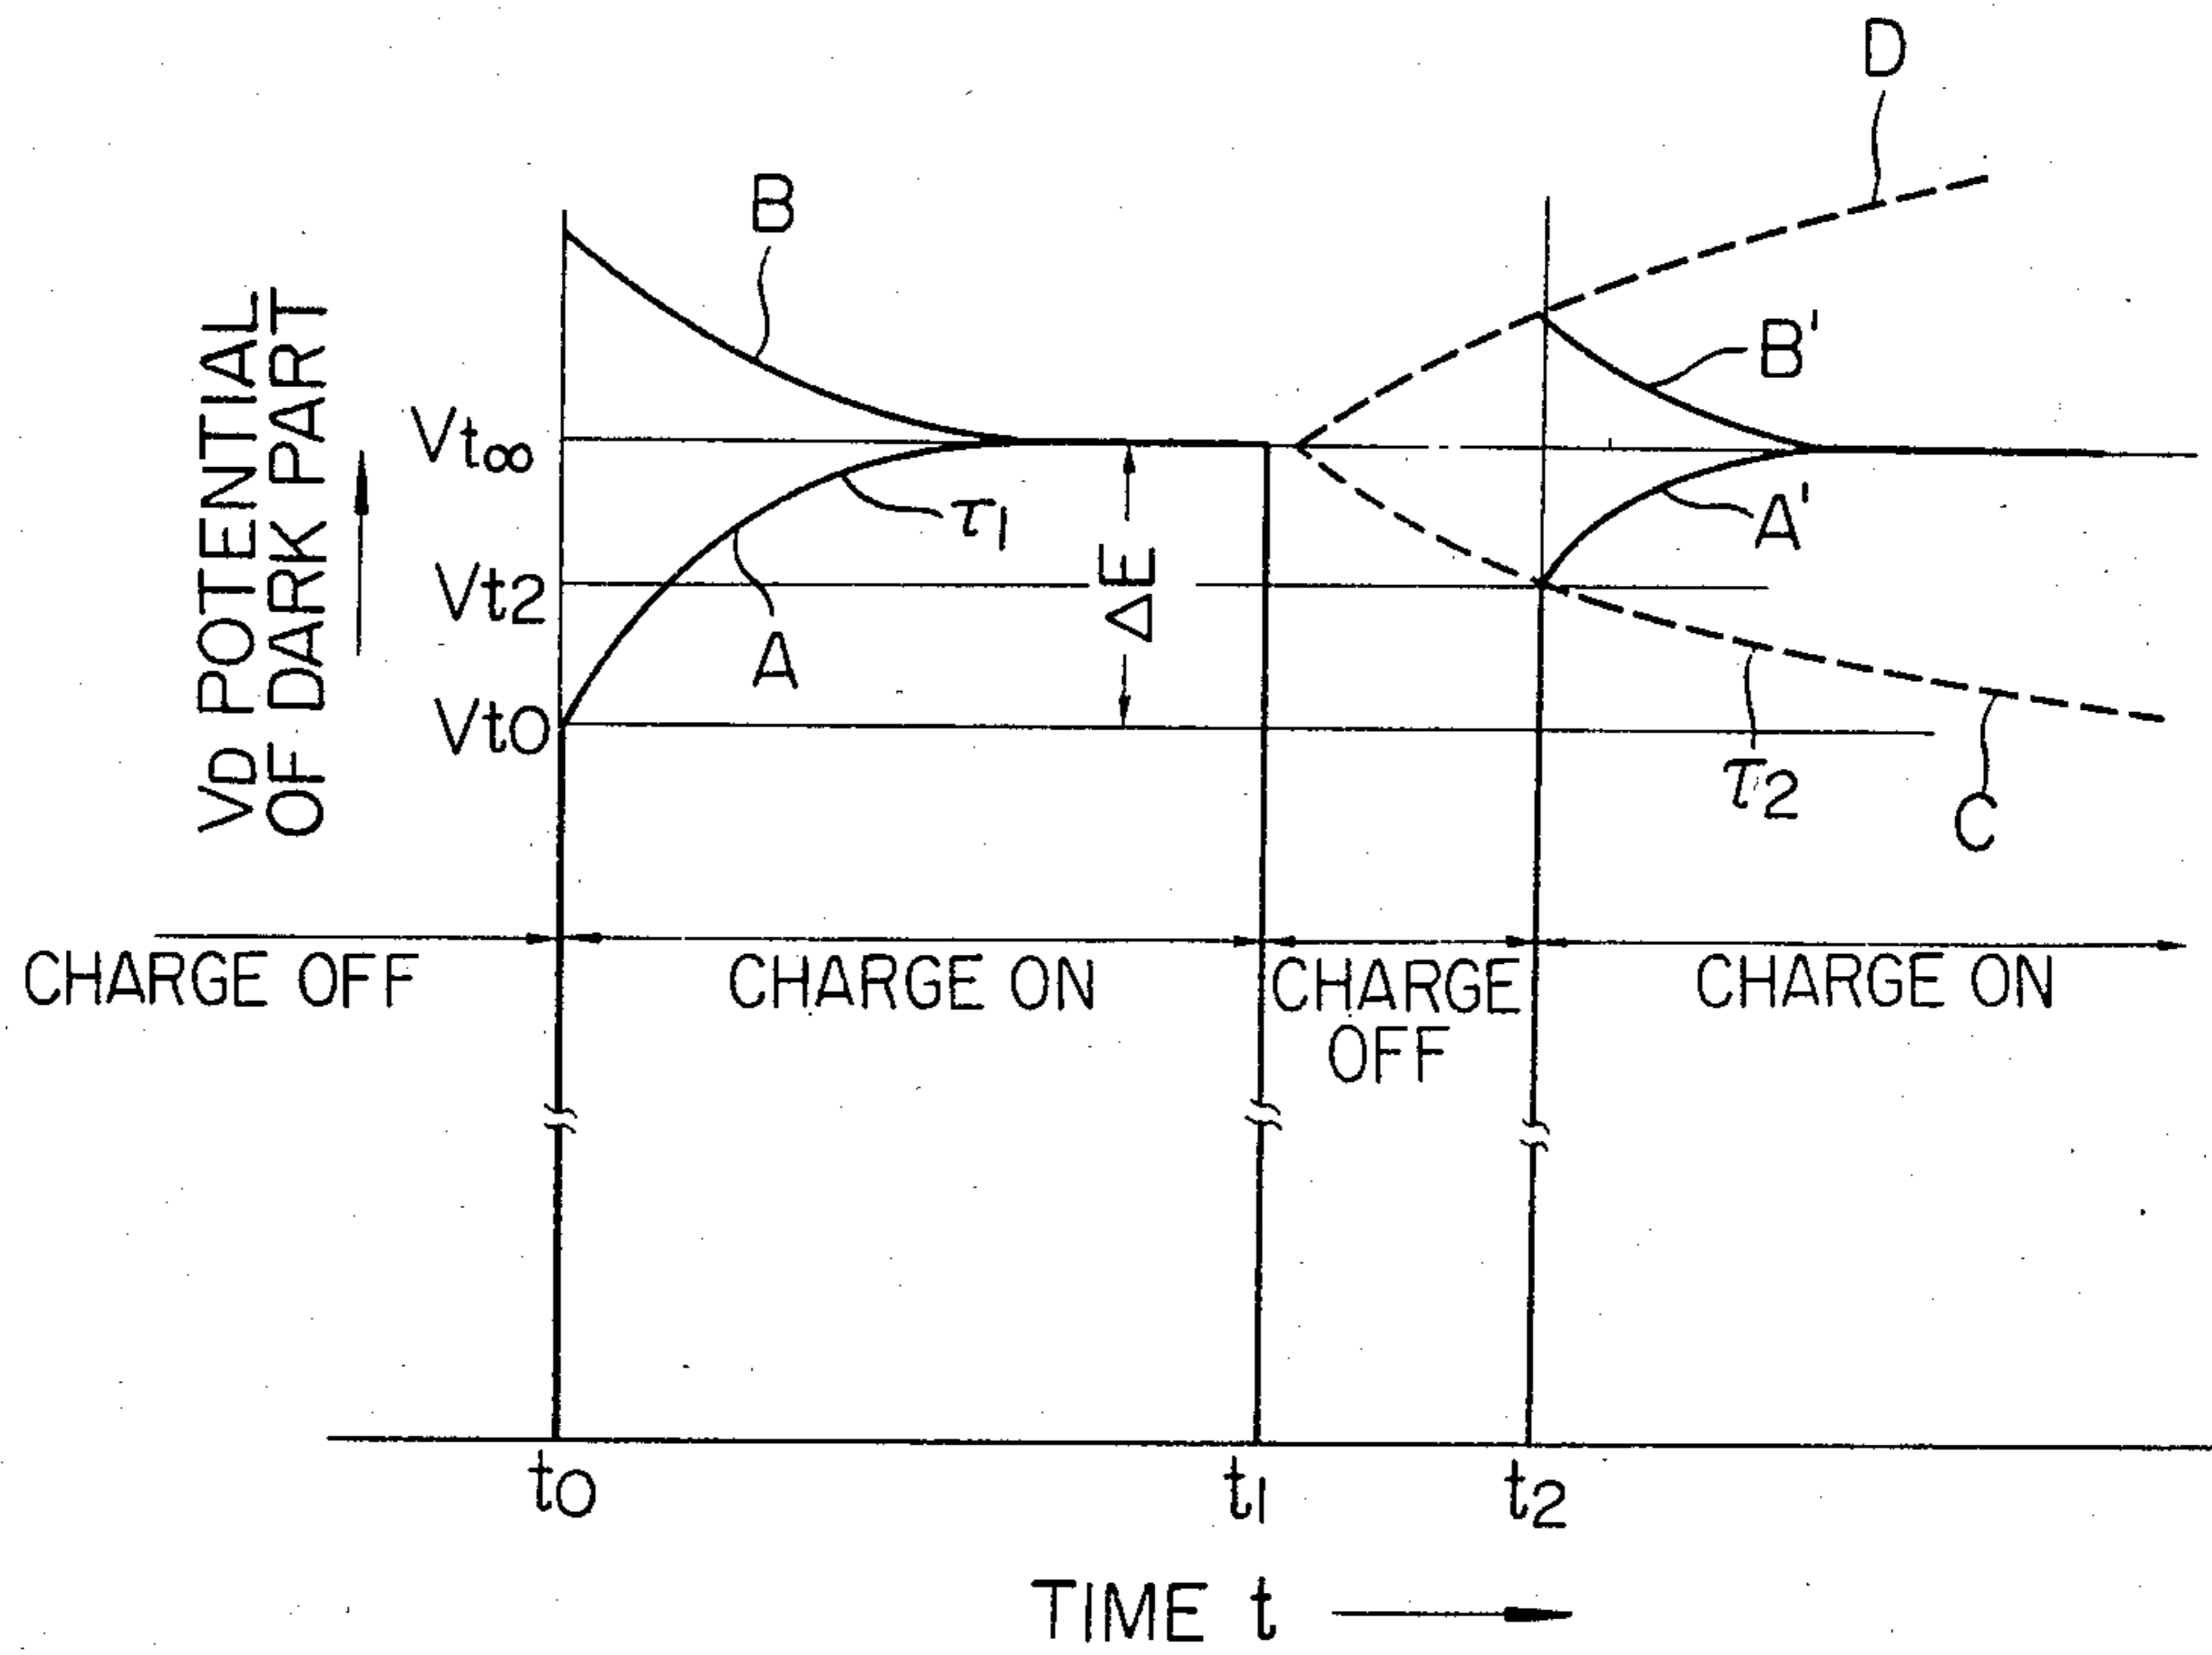 D
B
B'
VD POTENTIAL
OF DARK PART
Vt∞
τ1
A'
Vt2
ΔE
A
Vt0
τ2
C
CHARGE OFF
CHARGE ON
CHARGE
OFF
CHARGE ON
t0
t1
t2
TIME t